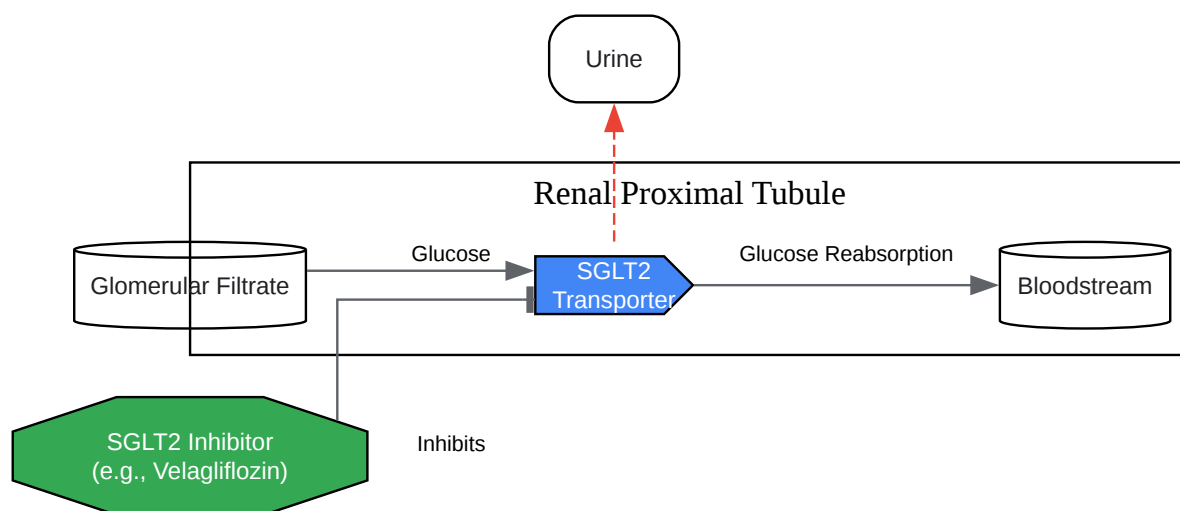 Urine
Renal Proximal Tubule
Glucose
Glucose Reabsorption
Glomerular Filtrate
SGLT2
Transporter
Bloodstream
SGLT2 Inhibitor
(e.g., Velagliflozin)
Inhibits